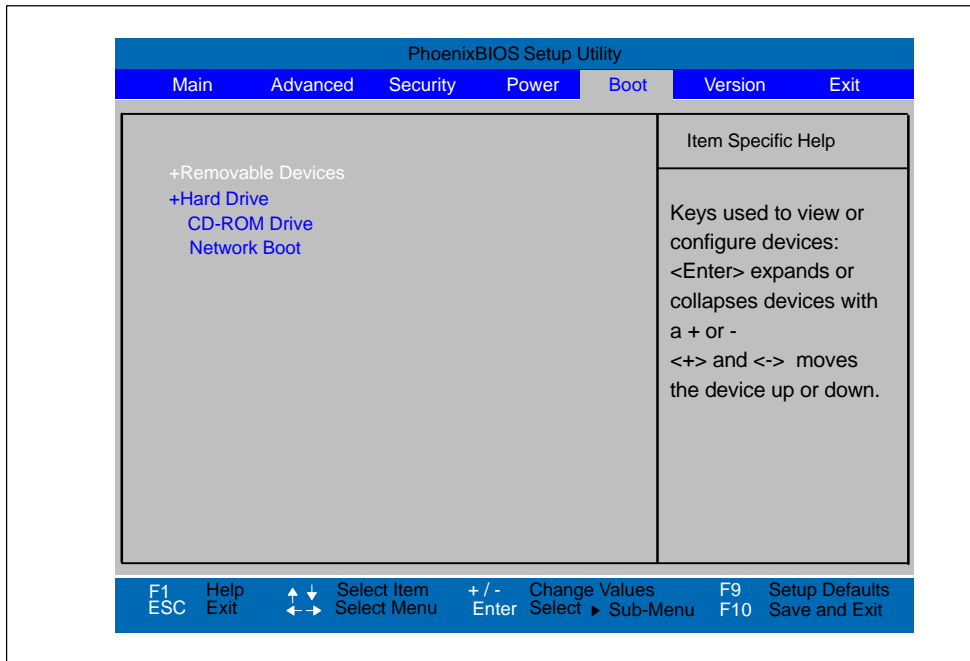 PhoenixBIOS Setup Utility
Main Advanced Security Power Boot Version Exit
+Removable Devices
+Hard Drive
CD-ROM Drive
Network Boot
Item Specific Help
Keys used to view or
configure devices:
<Enter> expands or
collapses devices with
a + or -
<+> and <-> moves
the device up or down.
F1 Help Select Item +/- Change Values F9 Setup Defaults
ESC Exit Select Menu Enter Select Sub-Menu F10 Save and Exit